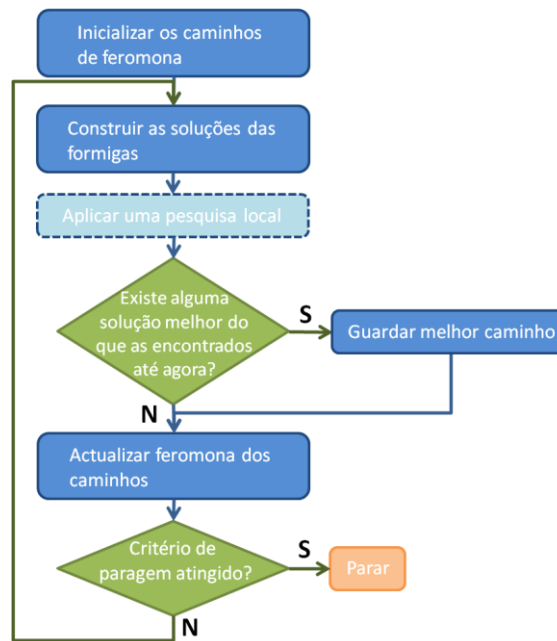 Inicializar os caminhos
de feromona
Construir as soluções das
formigas
Aplicar uma pesquisa local
Existe alguma
solução melhor do
que as encontrados
até agora?
S
Guardar melhor caminho
N
Actualizar feromona dos
caminhos
Critério de
paragem atingido?
S
Parar
N